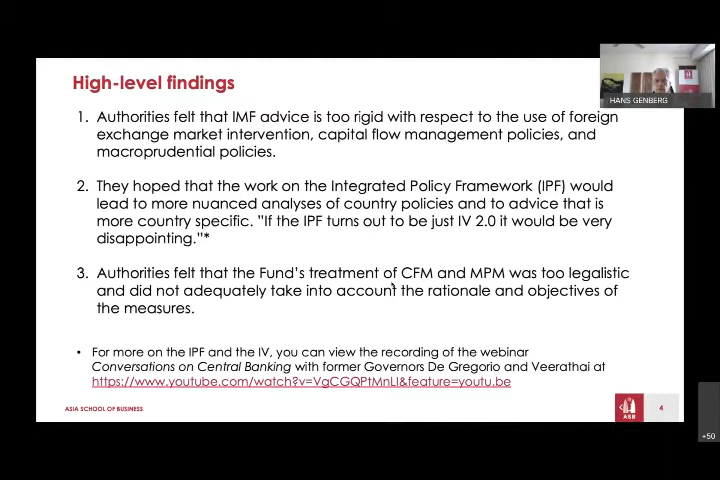 High-level findings
HANS GENBERG
1. Authorities felt that IMF advice is too rigid with respect to the use of foreign
exchange market intervention, capital flow management policies, and
macroprudential policies.
2. They hoped that the work on the Integrated Policy Framework (IPF) would
lead to more nuanced analyses of country policies and to advice that is
more country specific. "If the IPF turns out to be just IV 2.0 it would be very
disappointing."*
3. Authorities felt that the Fund's treatment of CFM and MPM was too legalistic
and did not adequately take into account the rationale and objectives of
the measures.
• For more on the IPF and the IV, you can view the recording of the webinar
Conversations on Central Banking with former Governors De Gregorio and Veerathai at
https://www.youtube.com/watch?v=VgCGQPtMnLI&feature=youtu.be
ASIA SCHOOL OF BUSINESS
ASB
4
+50